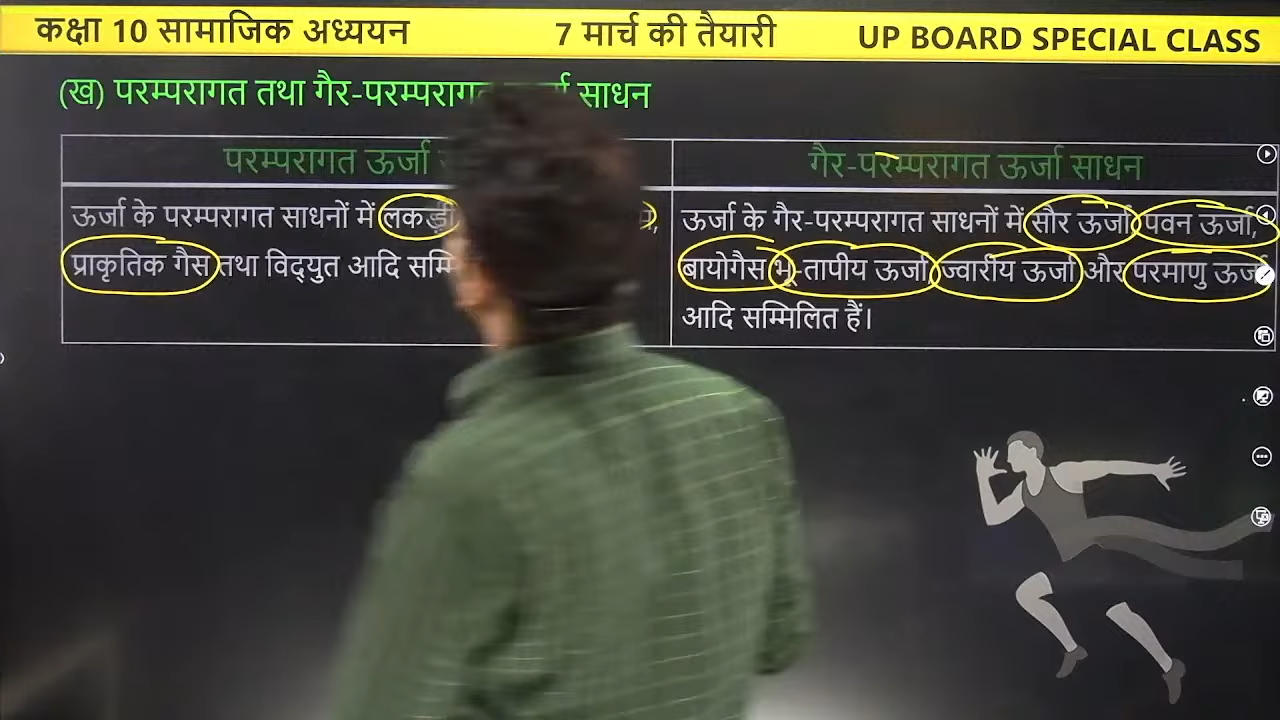 कक्षा 10 सामाजिक अध्ययन 7 मार्च की तैयारी UP BOARD SPECIAL CLASS
(ख) परम्परागत तथा गैर-परम्परागत साधन
परम्परागत ऊर्जा
ऊर्जा के परम्परागत साधनों में लकड़ी
प्राकृतिक गैस तथा विद्युत आदि
गैर-परम्परागत ऊर्जा साधन
ऊर्जा के गैर-परम्परागत साधनों में सौर ऊर्जा पवन ऊर्जा,
बायोगैस भू-तापीय ऊर्जा, ज्वारीय ऊर्जा और परमाणु ऊर्जा
आदि सम्मिलित हैं।